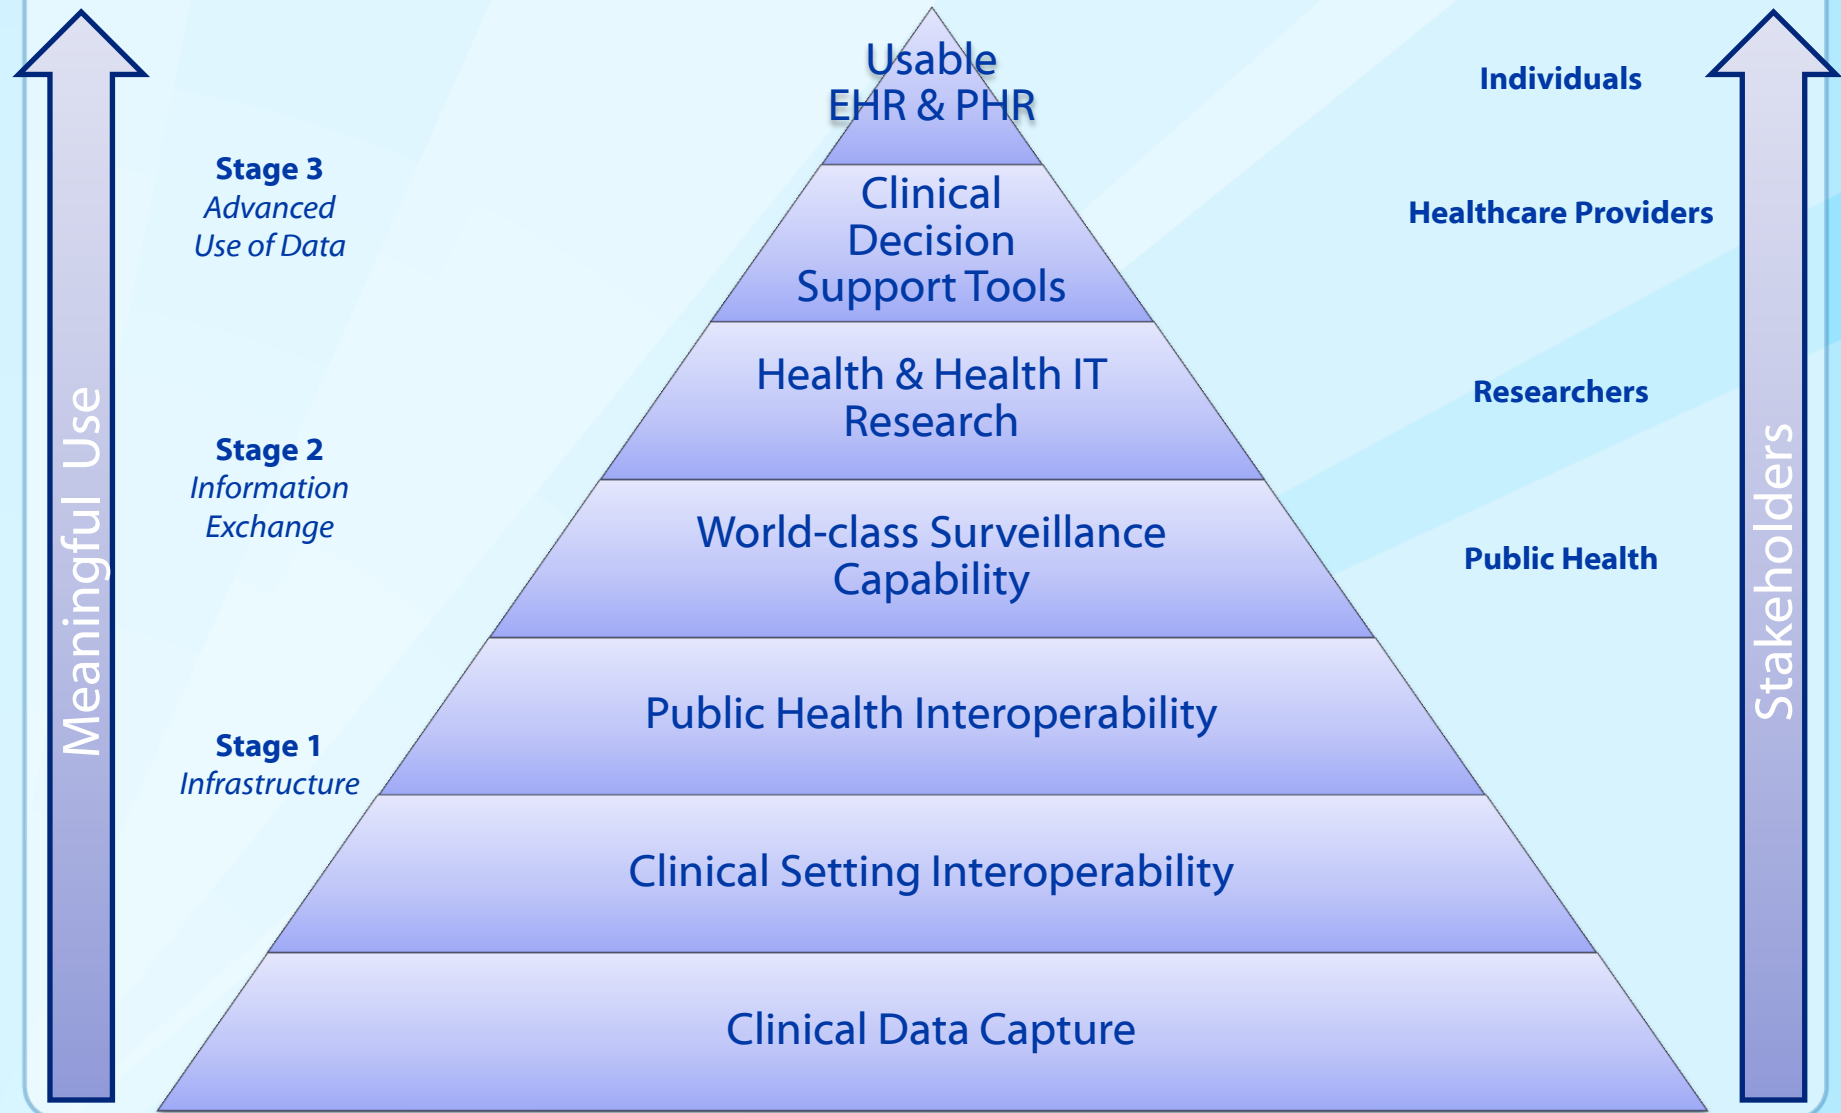 Meaningful Use
Stage 3
Advanced
Use of Data
Stage 2
Information
Exchange
Stage 1
Infrastructure
Usable
EHR & PHR
Clinical
Decision
Support Tools
Health & Health IT
Research
World-class Surveillance
Capability
Public Health Interoperability
Clinical Setting Interoperability
Clinical Data Capture
Individuals
Healthcare Providers
Researchers
Public Health
Stakeholders